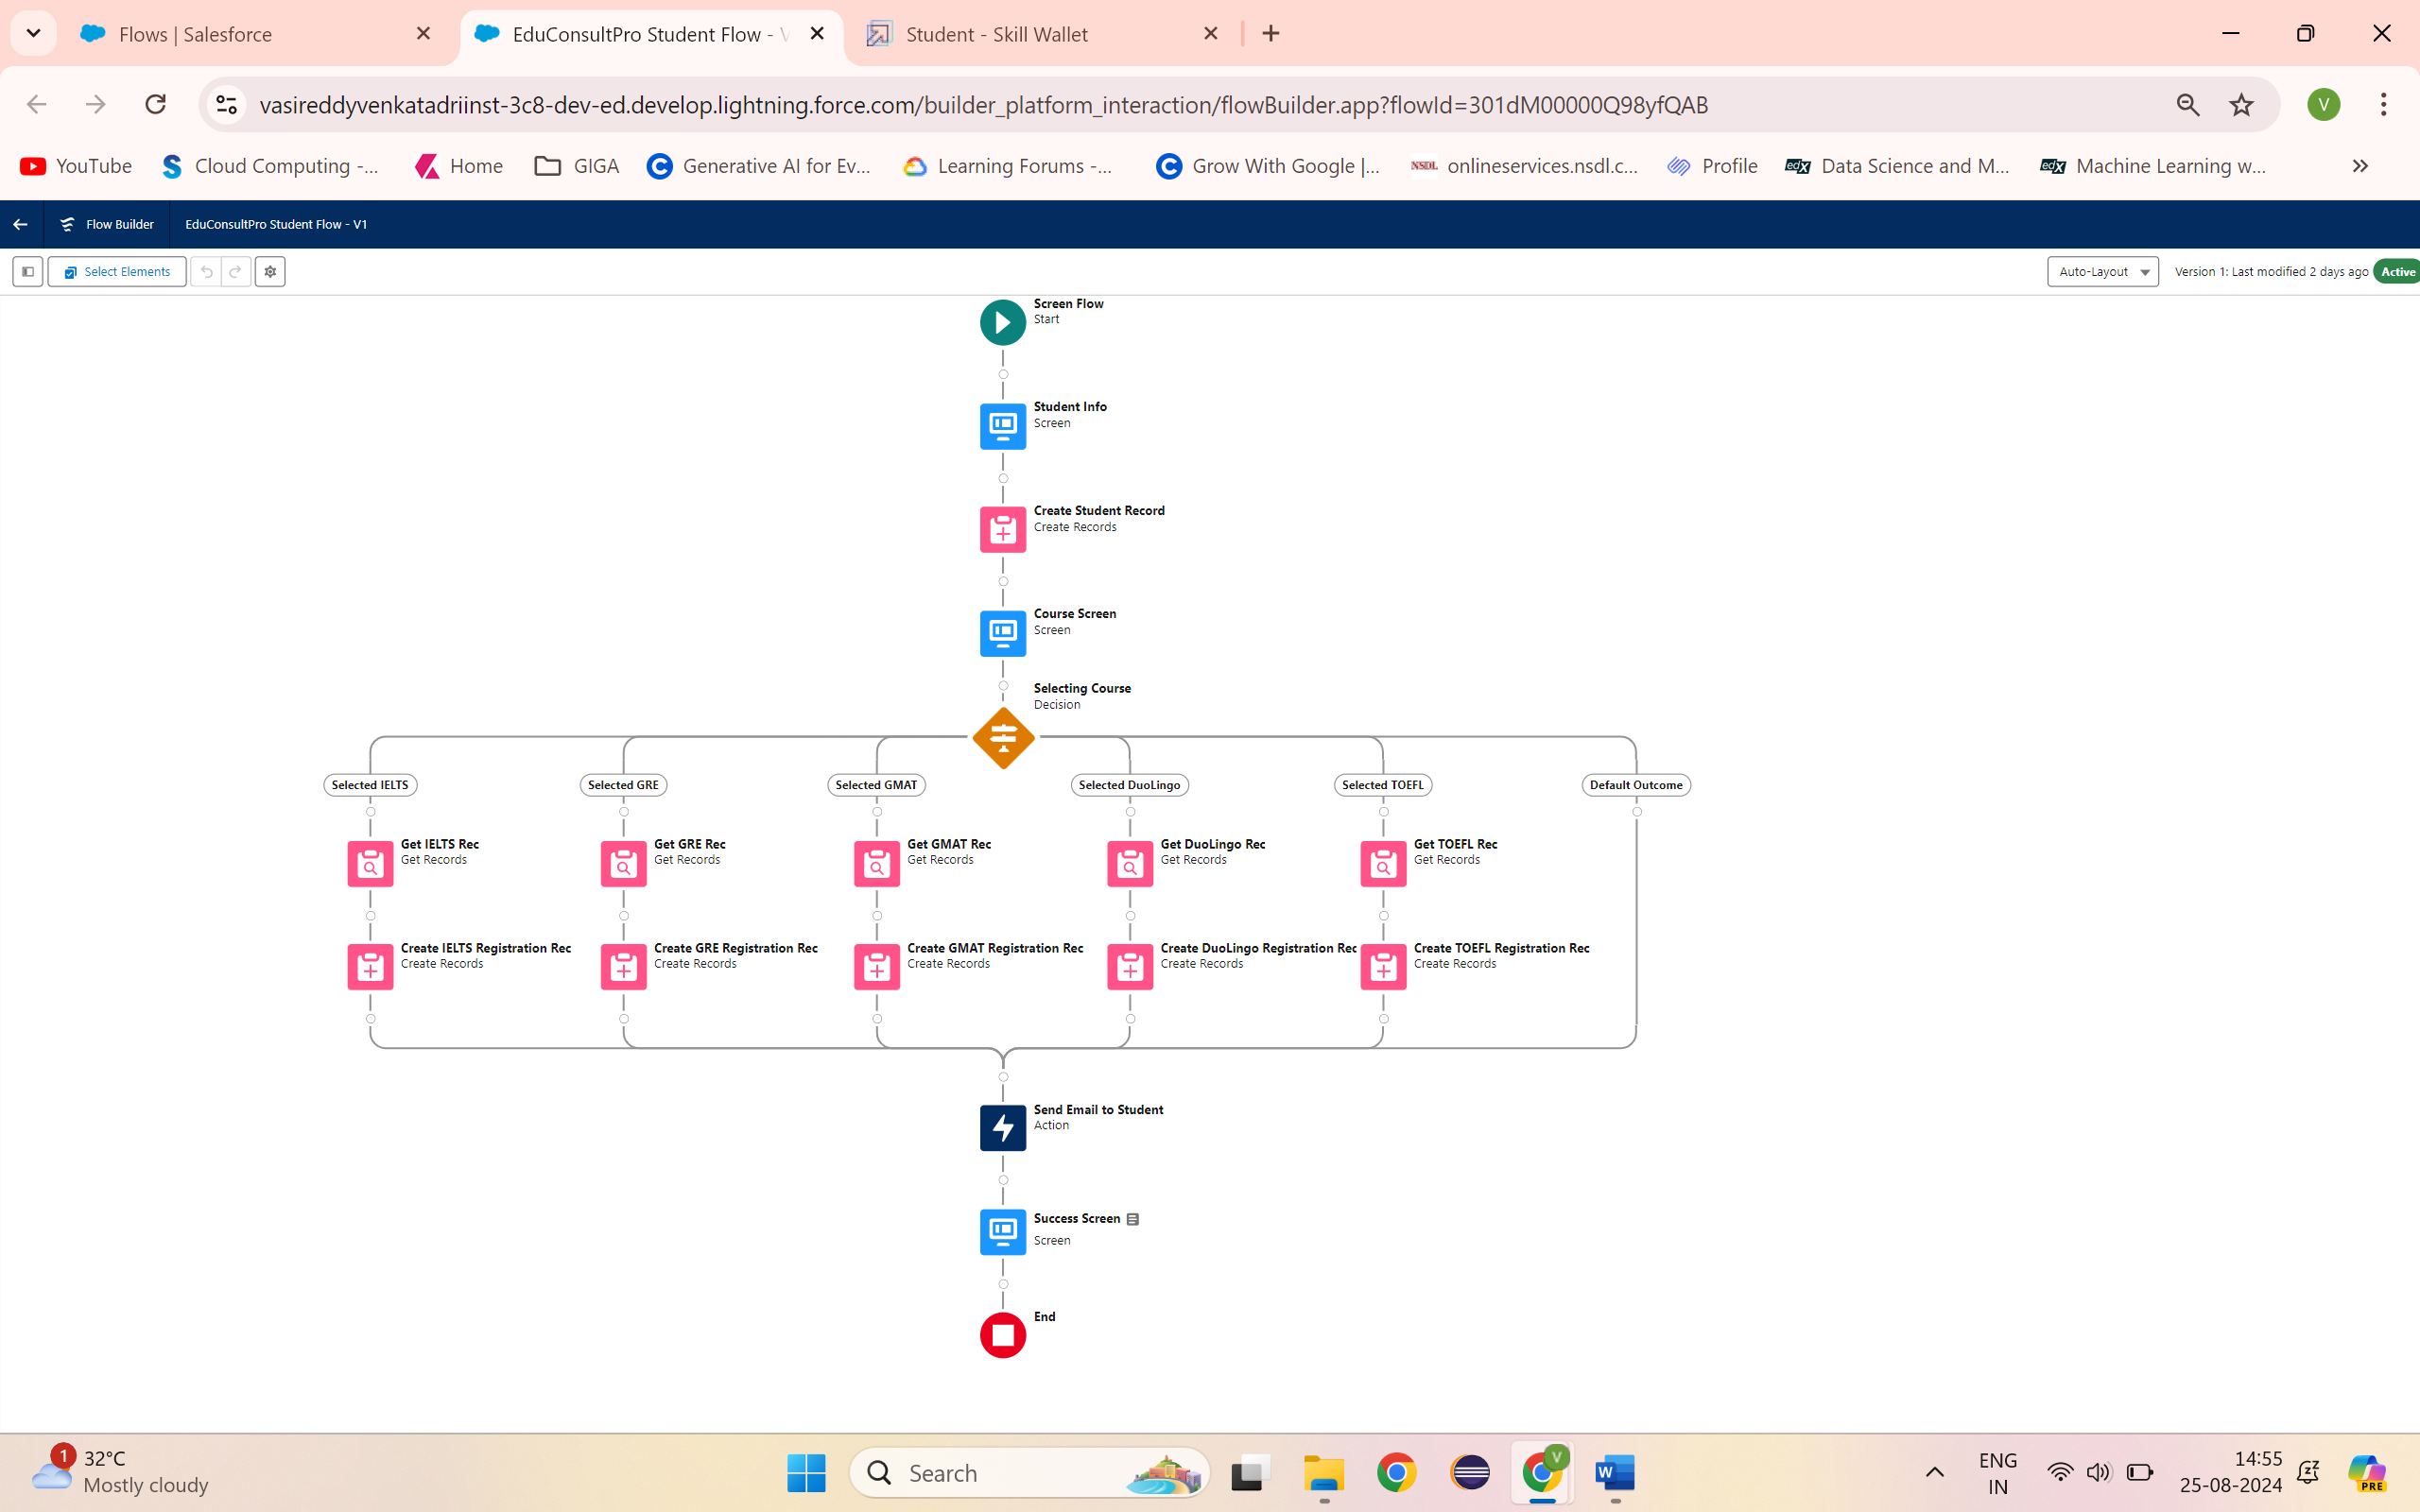 Flows | Salesforce
EduConsultPro Student Flow - V
Student - Skill Wallet
vasireddyvenkatadriinst-3c8-dev-ed.develop.lightning.force.com/builder_platform_interaction/flowBuilder.app?flowId=301dM00000Q98yfQAB
V
YouTube
Cloud Computing -...
Home
GIGA
Generative AI for Ev...
Learning Forums -...
Grow With Google |...
NSDL onlineservices.nsdl.c...
Profile
edX Data Science and M...
edX Machine Learning w...
Flow Builder
EduConsultPro Student Flow - V1
Select Elements
Auto-Layout
Version 1: Last modified 2 days ago
Active
Screen Flow
Start
Student Info
Screen
Create Student Record
Create Records
Course Screen
Screen
Selecting Course
Decision
Selected IELTS
Selected GRE
Selected GMAT
Selected DuoLingo
Selected TOEFL
Default Outcome
Get IELTS Rec
Get Records
Get GRE Rec
Get Records
Get GMAT Rec
Get Records
Get DuoLingo Rec
Get Records
Get TOEFL Rec
Get Records
Create IELTS Registration Rec
Create Records
Create GRE Registration Rec
Create Records
Create GMAT Registration Rec
Create Records
Create DuoLingo Registration Rec
Create Records
Create TOEFL Registration Rec
Create Records
Send Email to Student
Action
Success Screen
Screen
End
1
32°C
Mostly cloudy
Search
V
W
ENG
IN
14:55
25-08-2024
PRE